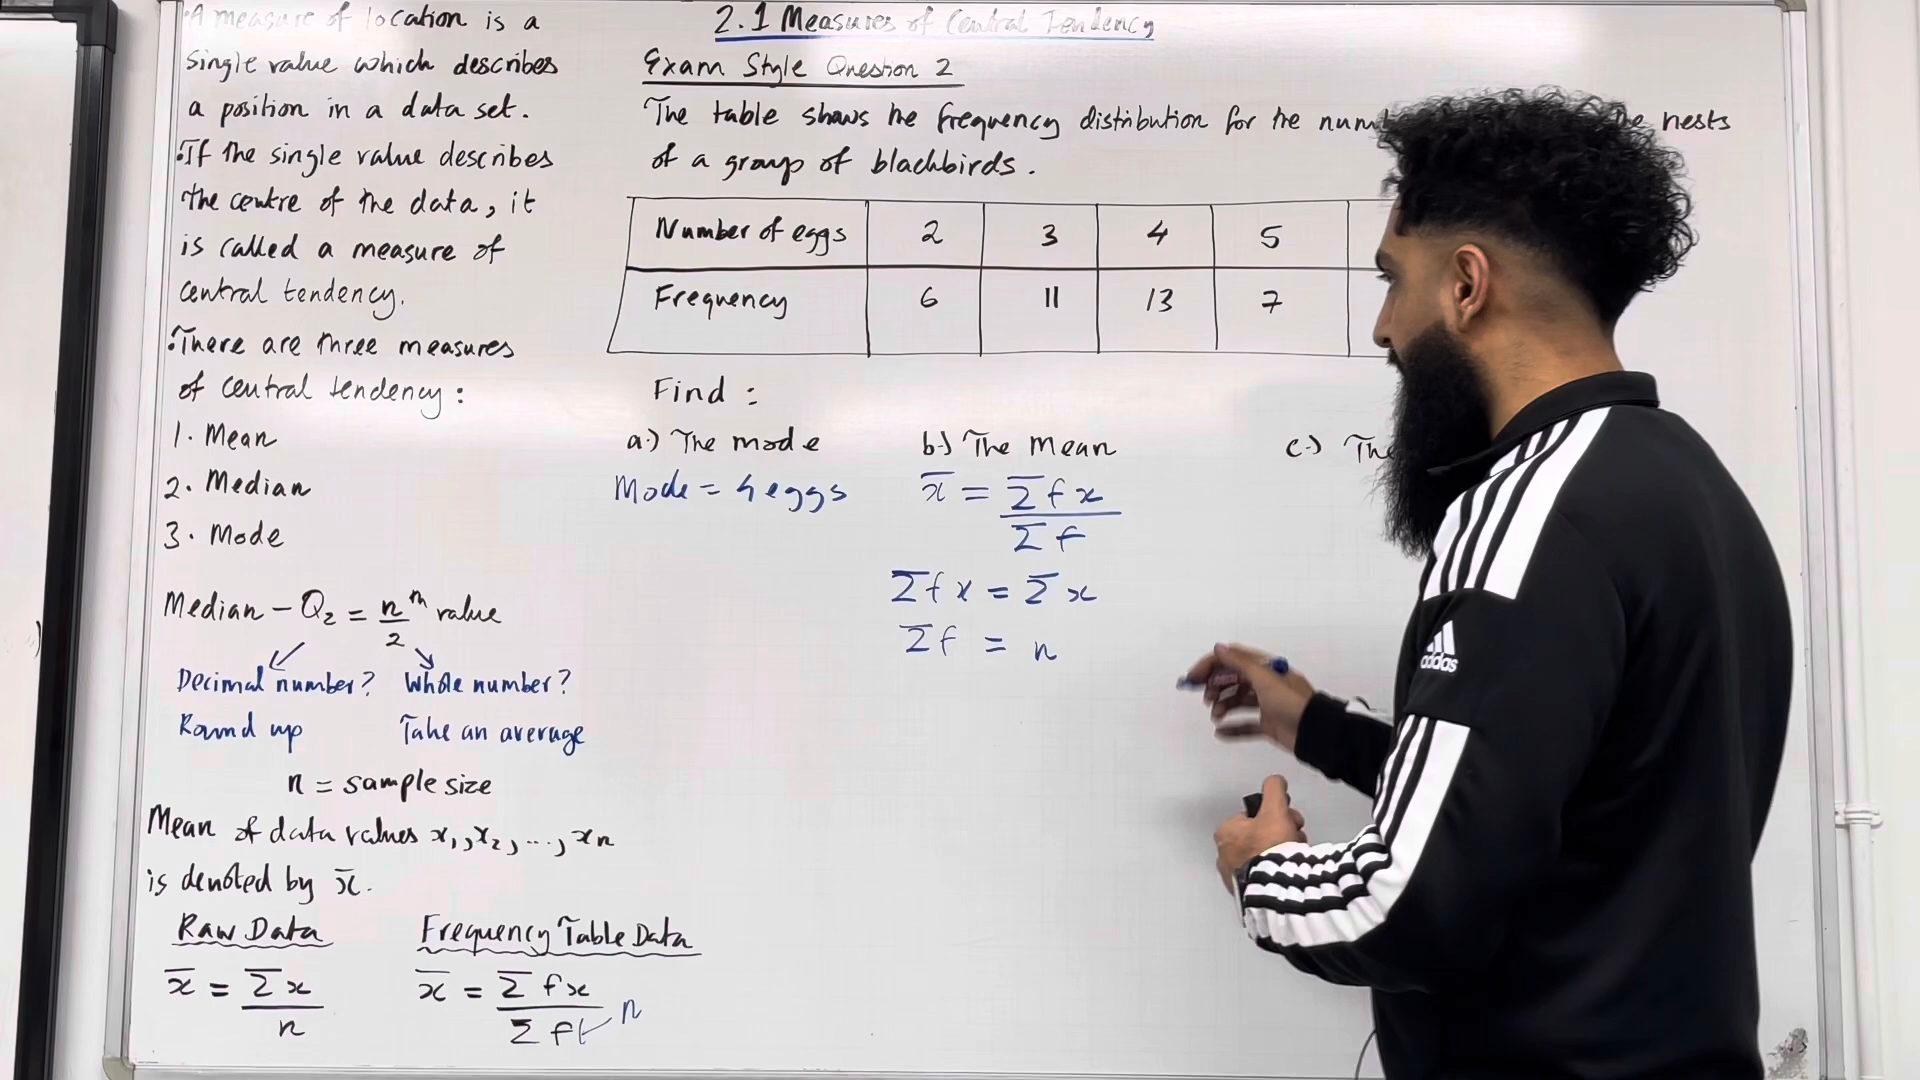 2.1 Measures of Central Tendency
• A measure of location is a
single value which describes
a position in a data set.
• If the single value describes
the centre of the data, it
is called a measure of
central tendency.
• There are three measures
of central tendency:
1. Mean
2. Median
3. Mode
Median - Q₂ = n/2 th value
Decimal number? Whole number?
Round up Take an average
n = sample size
Mean of data values x₁, x₂, ..., xn
is denoted by x̄.
Raw Data Frequency Table Data
x̄ = Σx/n x̄ = Σfx/Σf n
Exam Style Question 2
The table shows the frequency distribution for the nests
of a group of blackbirds.
Number of eggs 2 3 4 5
Frequency 6 11 13 7
Find :
a.) The mode b.) The mean c.) The
Mode = 4 eggs x̄ = Σfx/Σf
Σfx = Σx
Σf = n
adidas